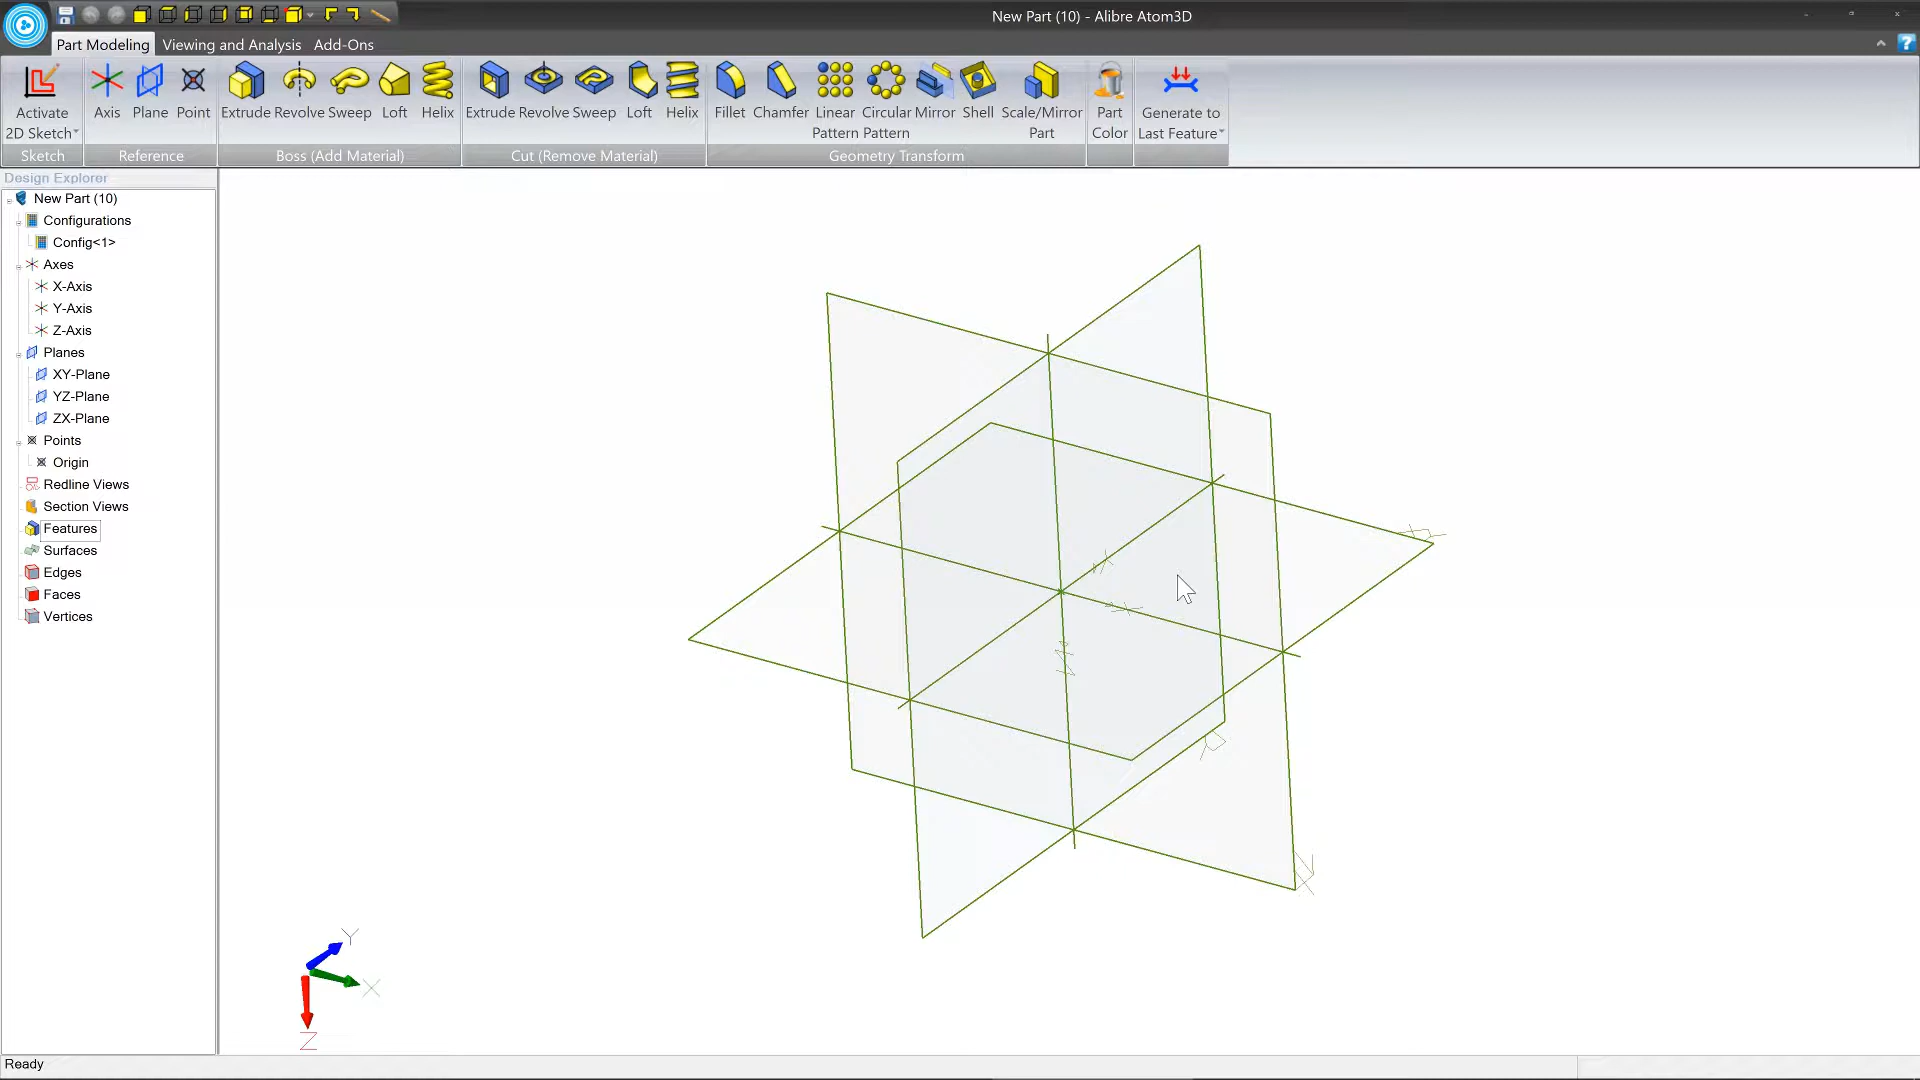 New Part (10) - Alibre Atom3D
Part Modeling Viewing and Analysis Add-Ons
Activate 2D Sketch
Axis Plane Point
Extrude Revolve Sweep Loft Helix
Extrude Revolve Sweep Loft Helix
Fillet Chamfer Linear Pattern Circular Pattern Mirror Shell Scale/Mirror Part
Part Color
Generate to Last Feature
Sketch Reference Boss (Add Material) Cut (Remove Material) Geometry Transform
Design Explorer
New Part (10)
Configurations
Config<1>
Axes
X-Axis
Y-Axis
Z-Axis
Planes
XY-Plane
YZ-Plane
ZX-Plane
Points
Origin
Redline Views
Section Views
Features
Surfaces
Edges
Faces
Vertices
Y
X
Z
Ready